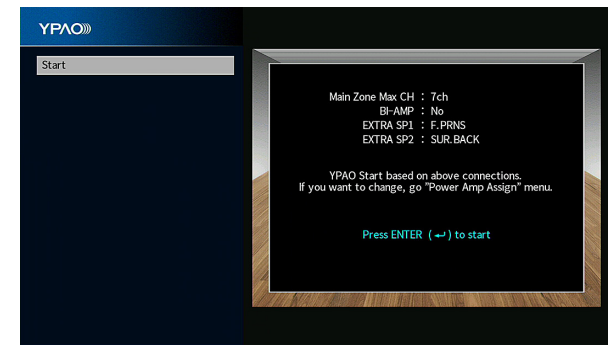 YPAO
Start
Main Zone Max CH : 7ch
BI-AMP : No
EXTRA SP1 : F.PRNS
EXTRA SP2 : SUR.BACK
YPAO Start based on above connections.
If you want to change, go "Power Amp Assign" menu.
Press ENTER ( ↵ ) to start